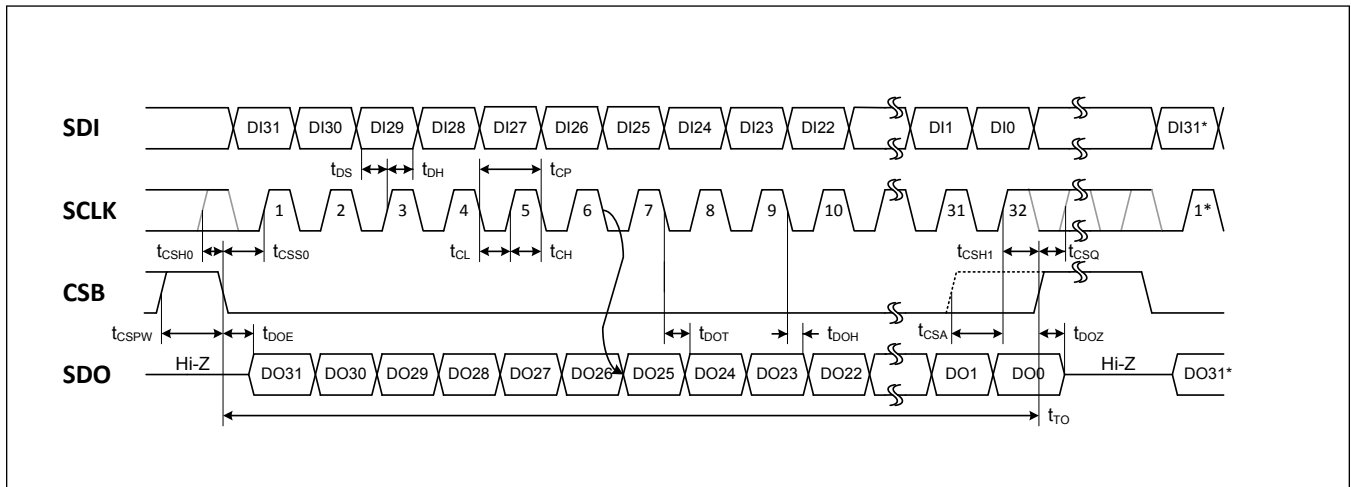 SDI DI31 DI30 DI29 DI28 DI27 DI26 DI25 DI24 DI23 DI22 DI1 DI0 DI31*
tDS tDH tCP
SCLK 1 2 3 4 5 6 7 8 9 10 31 32 1*
tCSH0 tCSS0 tCL tCH tCSH1 tCSQ
CSB
tCSPW tDOE tDOT tDOH tCSA tDOZ
SDO Hi-Z DO31 DO30 DO29 DO28 DO27 DO26 DO25 DO24 DO23 DO22 DO1 DO0 Hi-Z DO31*
tTO